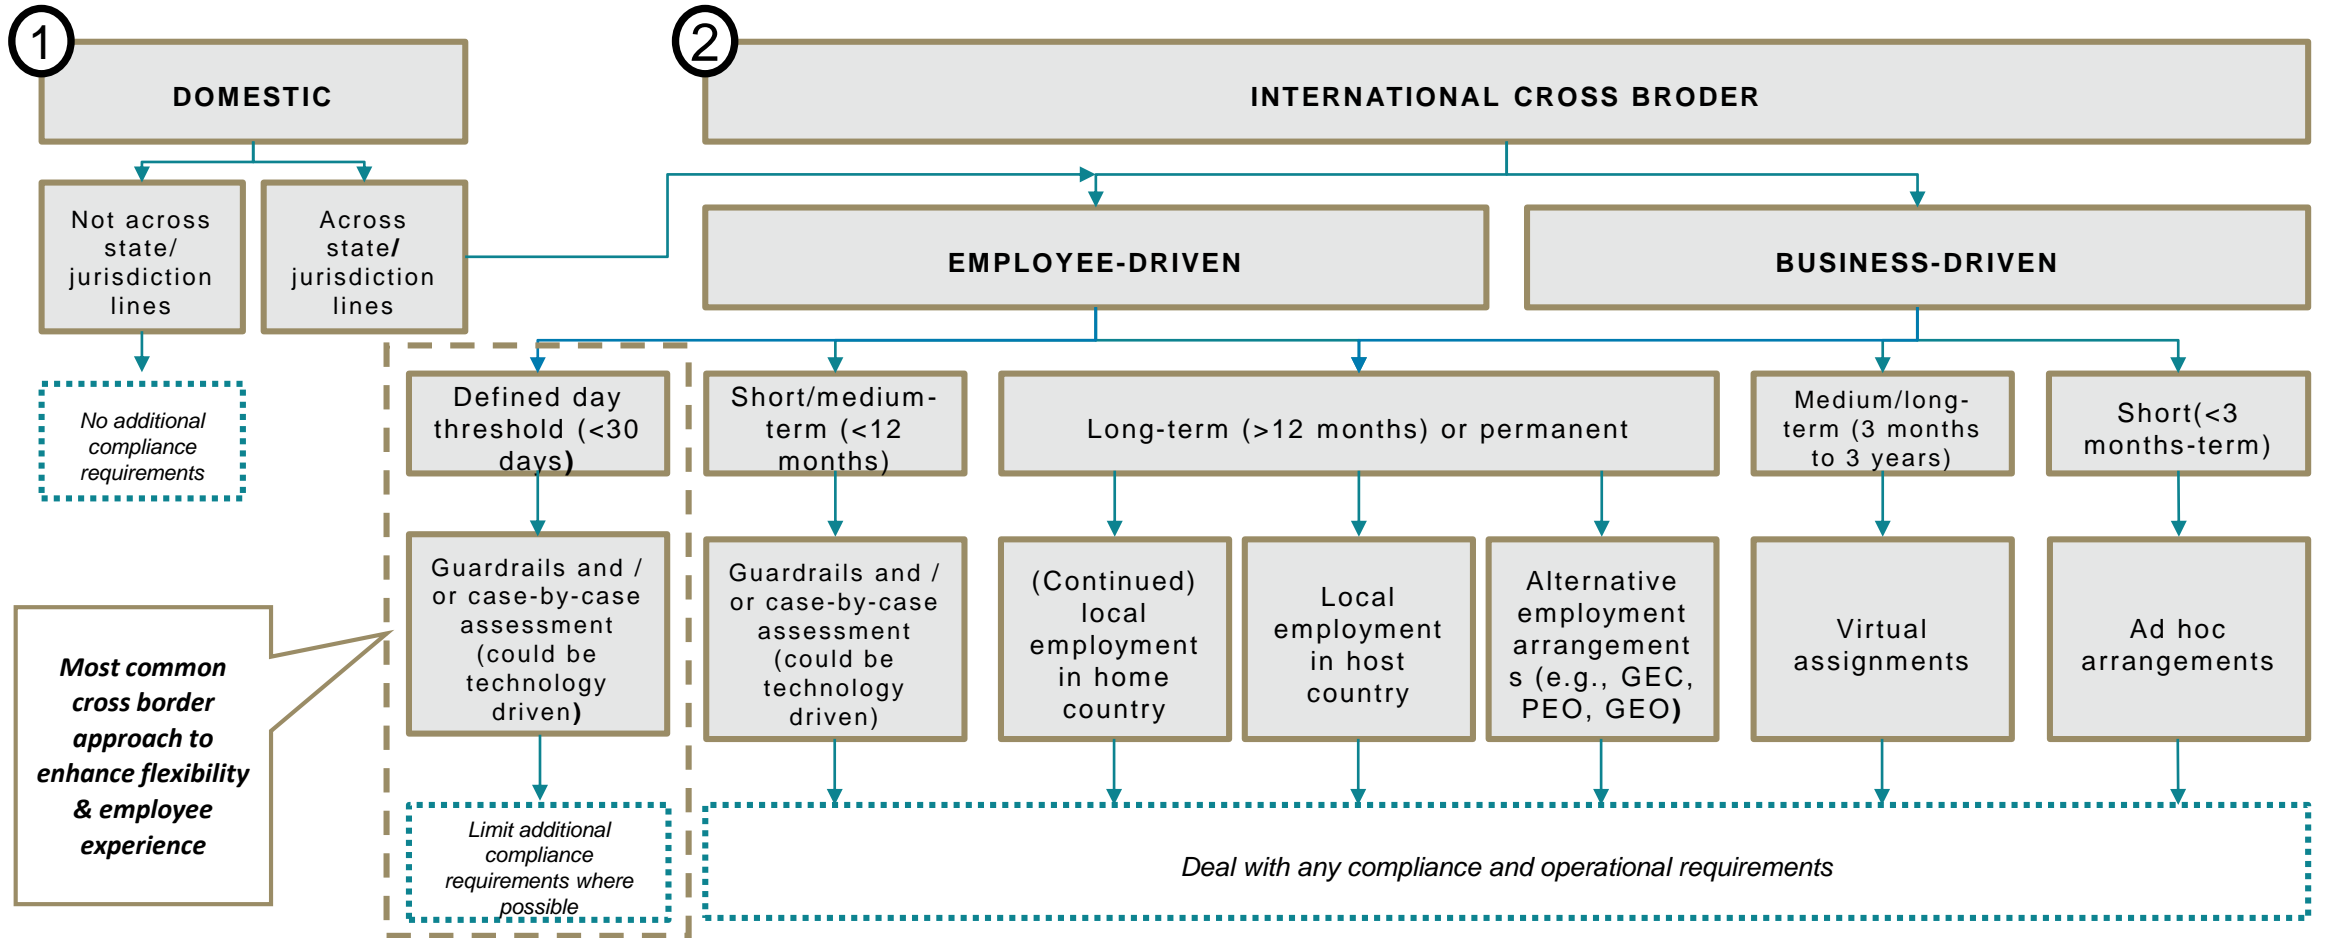 1
DOMESTIC
2
INTERNATIONAL CROSS BRODER
Not across
state/
jurisdiction
lines
Across
state/
jurisdiction
lines
EMPLOYEE-DRIVEN
BUSINESS-DRIVEN
No additional
compliance
requirements
Defined day
threshold (<30
days)
Short/medium-
term (<12
months)
Long-term (>12 months) or permanent
Medium/long-
term (3 months
to 3 years)
Short(<3
months-term)
Guardrails and /
or case-by-case
assessment
(could be
technology
driven)
Guardrails and /
or case-by-case
assessment
(could be
technology
driven)
(Continued)
local
employment
in home
country
Local
employment
in host
country
Alternative
employment
arrangement
s (e.g., GEC,
PEO, GEO)
Virtual
assignments
Ad hoc
arrangements
Most common
cross border
approach to
enhance flexibility
& employee
experience
Limit additional
compliance
requirements where
possible
Deal with any compliance and operational requirements